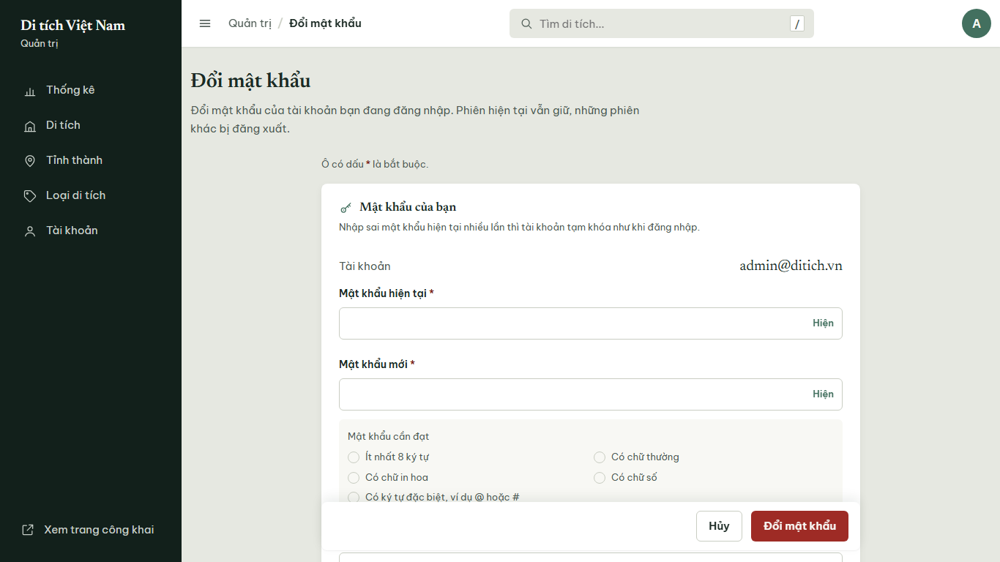 Di tích Việt Nam
Quản trị
Thống kê
Di tích
Tỉnh thành
Loại di tích
Tài khoản
Xem trang công khai
Quản trị / Đổi mật khẩu
Tìm di tích...
/
A
Đổi mật khẩu
Đổi mật khẩu của tài khoản bạn đang đăng nhập. Phiên hiện tại vẫn giữ, những phiên
khác bị đăng xuất.
Ô có dấu * là bắt buộc.
Mật khẩu của bạn
Nhập sai mật khẩu hiện tại nhiều lần thì tài khoản tạm khóa như khi đăng nhập.
Tài khoản admin@ditich.vn
Mật khẩu hiện tại *
Hiện
Mật khẩu mới *
Hiện
Mật khẩu cần đạt
Ít nhất 8 ký tự
Có chữ thường
Có chữ in hoa
Có chữ số
Có ký tự đặc biệt, ví dụ @ hoặc #
Hủy
Đổi mật khẩu